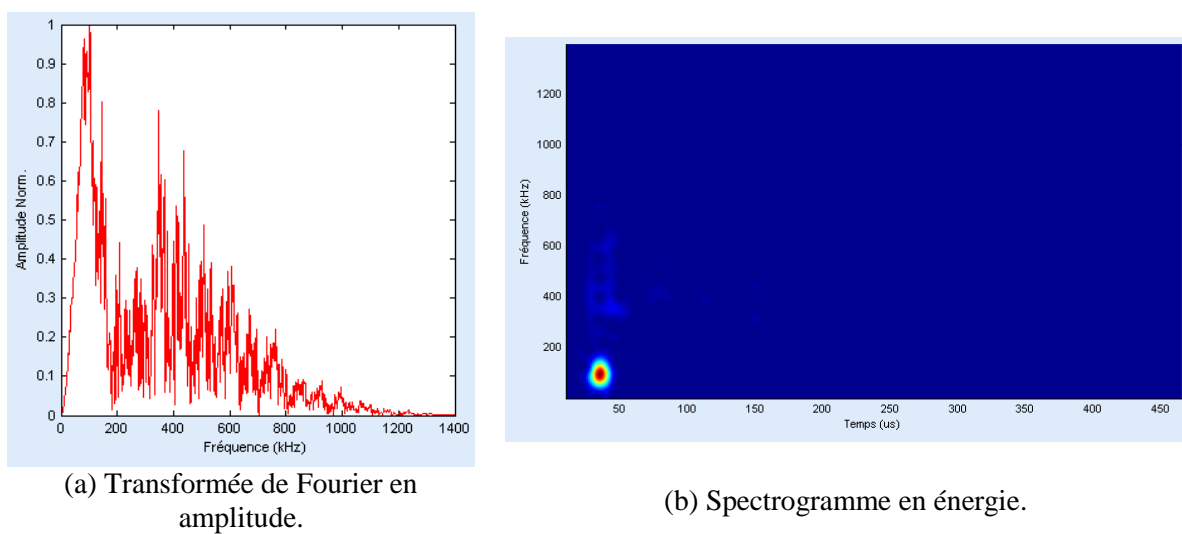 1
0.9
0.8
0.7
0.6
0.5
0.4
0.3
0.2
0.1
0
Amplitude Norm.
0 200 400 600 800 1000 1200 1400
Fréquence (kHz)
(a) Transformée de Fourier en
amplitude.
1200
1000
800
600
400
200
Fréquence (kHz)
50 100 150 200 250 300 350 400 450
Temps (us)
(b) Spectrogramme en énergie.